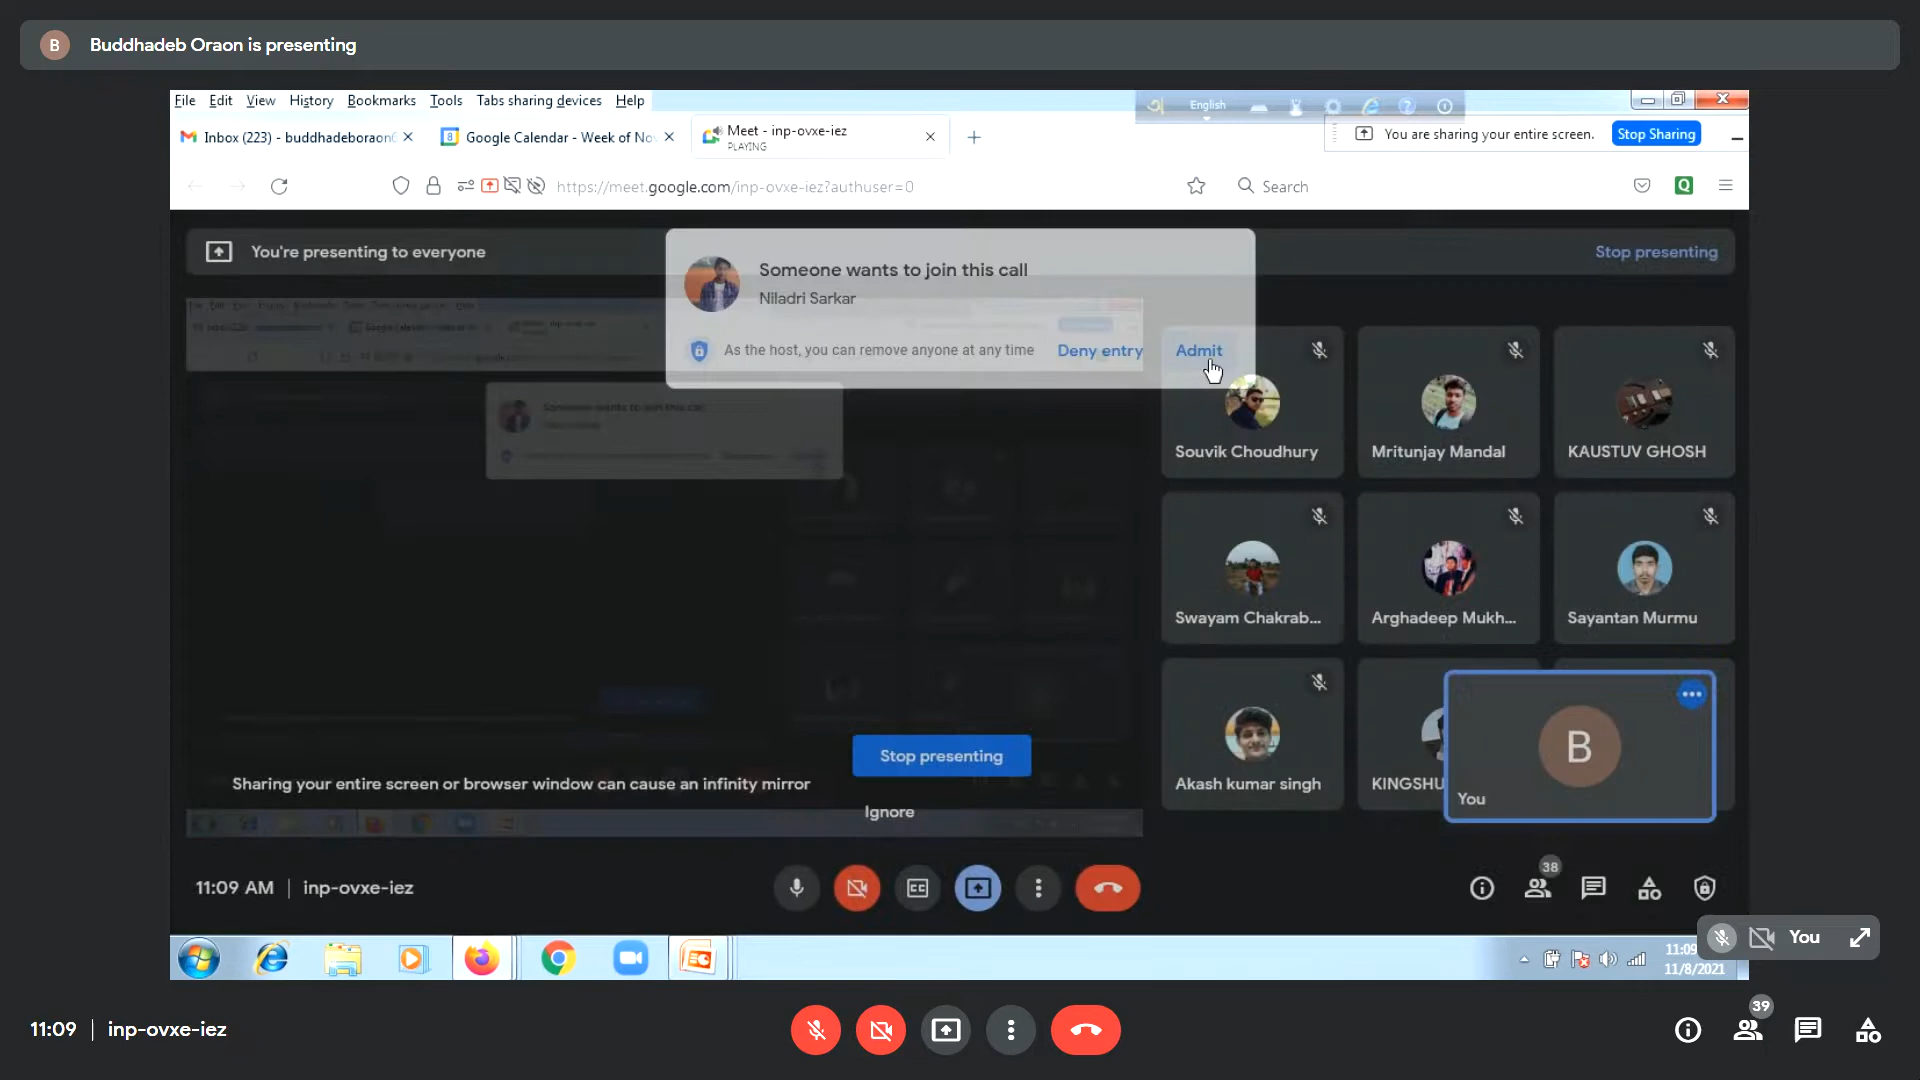 B
Buddhadeb Oraon is presenting
File Edit View History Bookmarks Tools Tabs sharing devices Help
English
Inbox (223) - buddhadeboraon
Google Calendar - Week of No
Meet - inp-ovxe-iez
PLAYING
You are sharing your entire screen.
Stop Sharing
https://meet.google.com/inp-ovxe-iez?authuser=0
Search
You're presenting to everyone
Stop presenting
Someone wants to join this call
Niladri Sarkar
As the host, you can remove anyone at any time
Deny entry
Admit
Someone wants to join this call
Souvik Choudhury
Mritunjay Mandal
KAUSTUV GHOSH
Swayam Chakrab...
Arghadeep Mukh...
Sayantan Murmu
Stop presenting
Sharing your entire screen or browser window can cause an infinity mirror
Ignore
Akash kumar singh
KINGSHU
B
You
11:09 AM | inp-ovxe-iez
38
You
11:09
11/8/2021
11:09 | inp-ovxe-iez
39